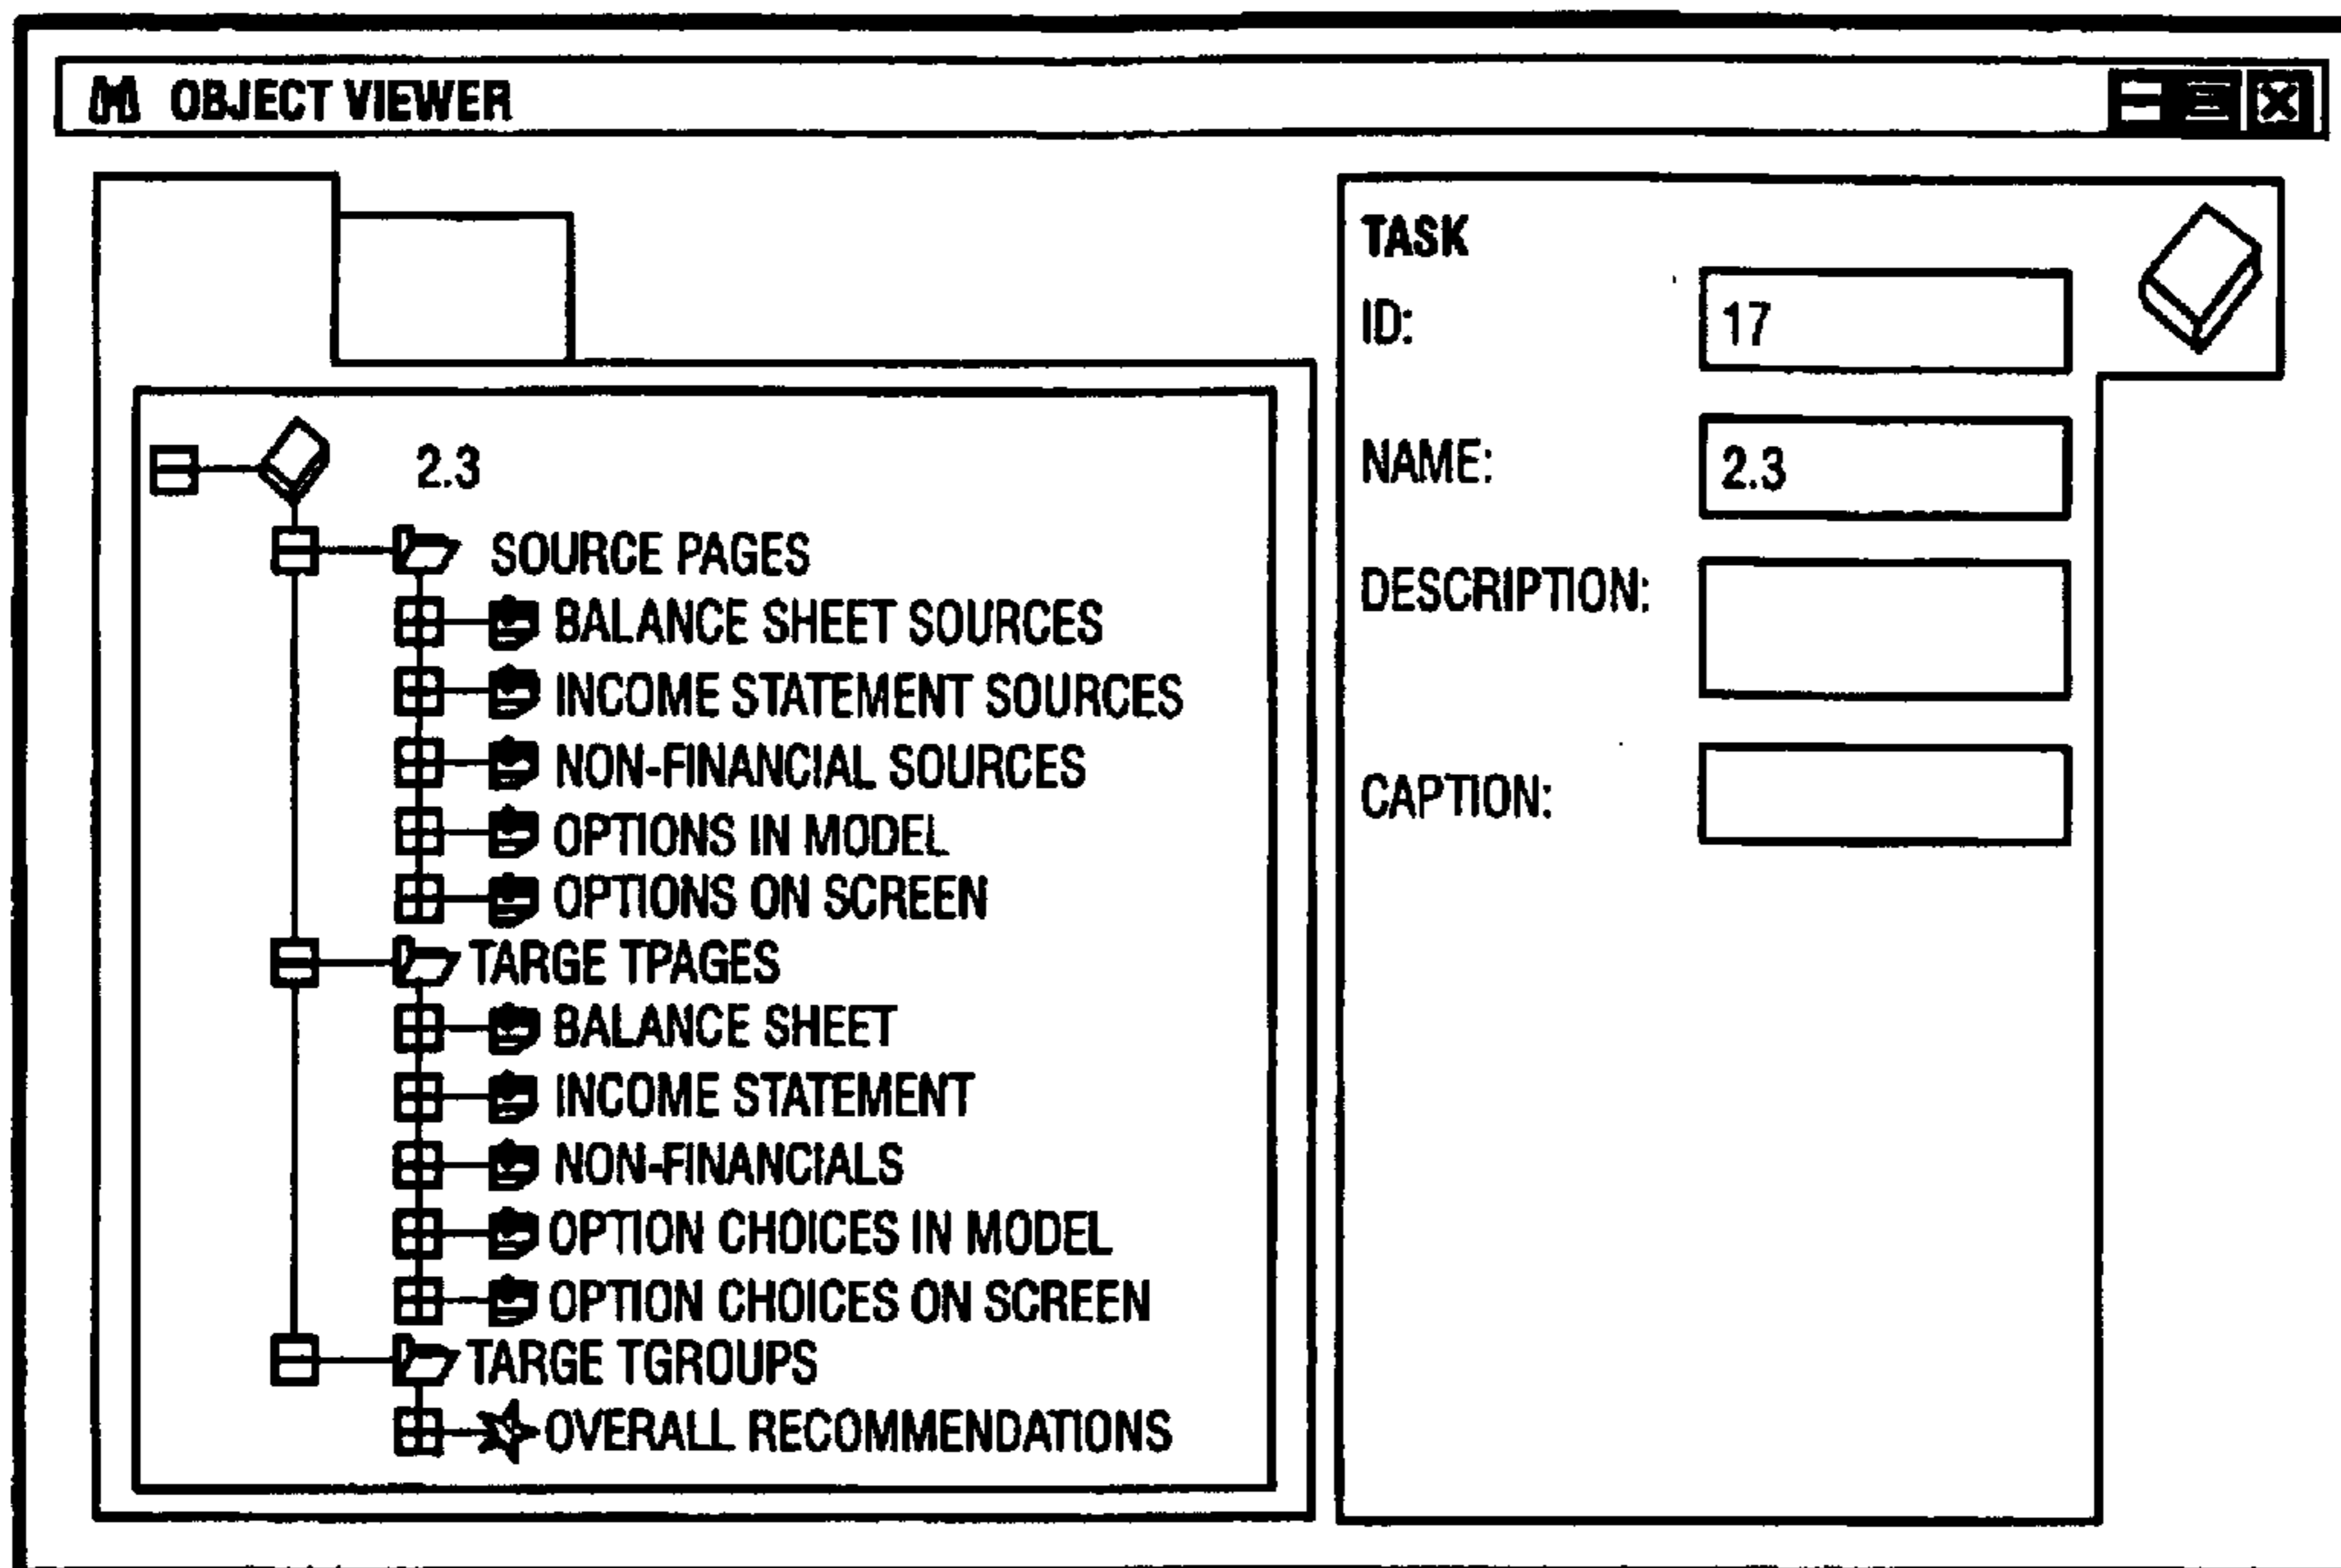 OBJECT VIEWER
2.3
SOURCE PAGES
BALANCE SHEET SOURCES
INCOME STATEMENT SOURCES
NON-FINANCIAL SOURCES
OPTIONS IN MODEL
OPTIONS ON SCREEN
TARGE TPAGES
BALANCE SHEET
INCOME STATEMENT
NON-FINANCIALS
OPTION CHOICES IN MODEL
OPTION CHOICES ON SCREEN
TARGE TGROUPS
OVERALL RECOMMENDATIONS
TASK
ID: 17
NAME: 2.3
DESCRIPTION:
CAPTION: